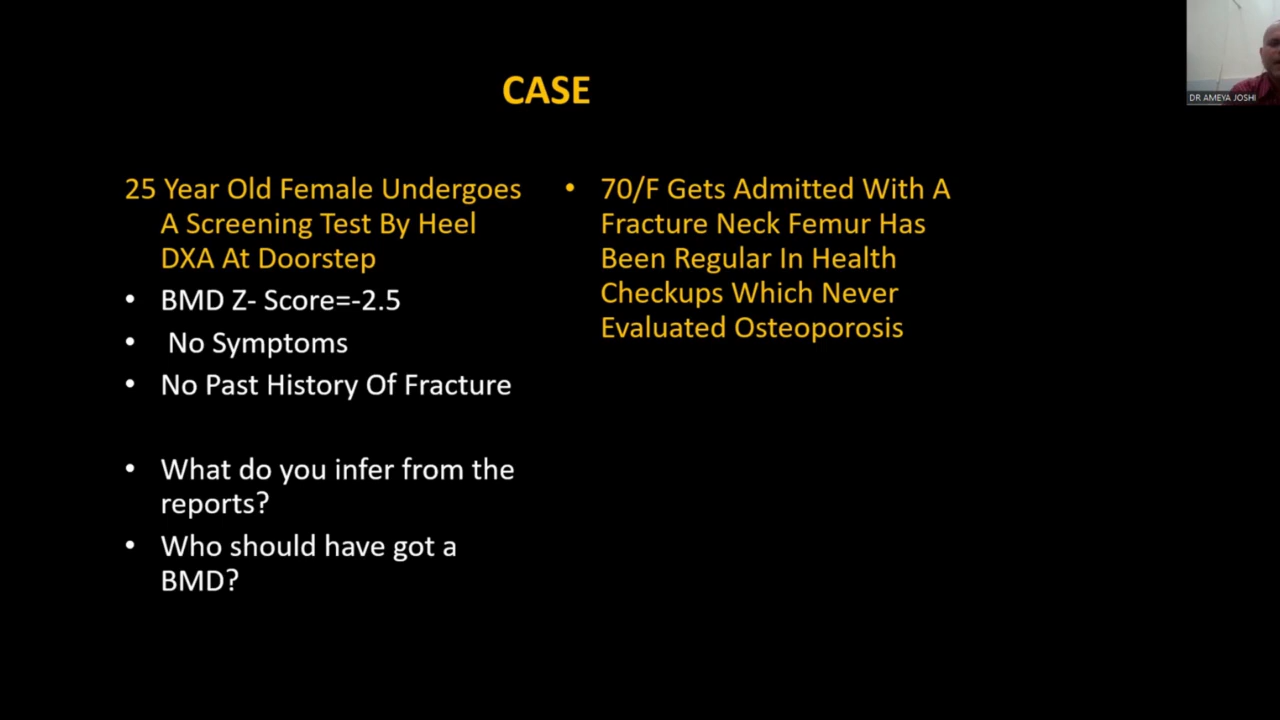 CASE
25 Year Old Female Undergoes
A Screening Test By Heel
DXA At Doorstep
• BMD Z- Score=-2.5
• No Symptoms
• No Past History Of Fracture
• What do you infer from the
reports?
• Who should have got a
BMD?
• 70/F Gets Admitted With A
Fracture Neck Femur Has
Been Regular In Health
Checkups Which Never
Evaluated Osteoporosis
DR AMEYA JOSHI